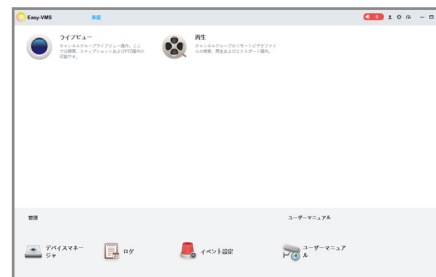 Easy-VMS
ライブビュー
チャンネルグループライブビュー操作。ここ
では録画、スナップショットおよびPTZ操作が
可能です。
再生
チャンネルグループのリモートビデオファイ
ルの検索、再生およびエクスポート操作。
管理
ユーザーマニュアル
デバイスマネー
ジャ
ログ
イベント設定
ユーザーマニュア
ル